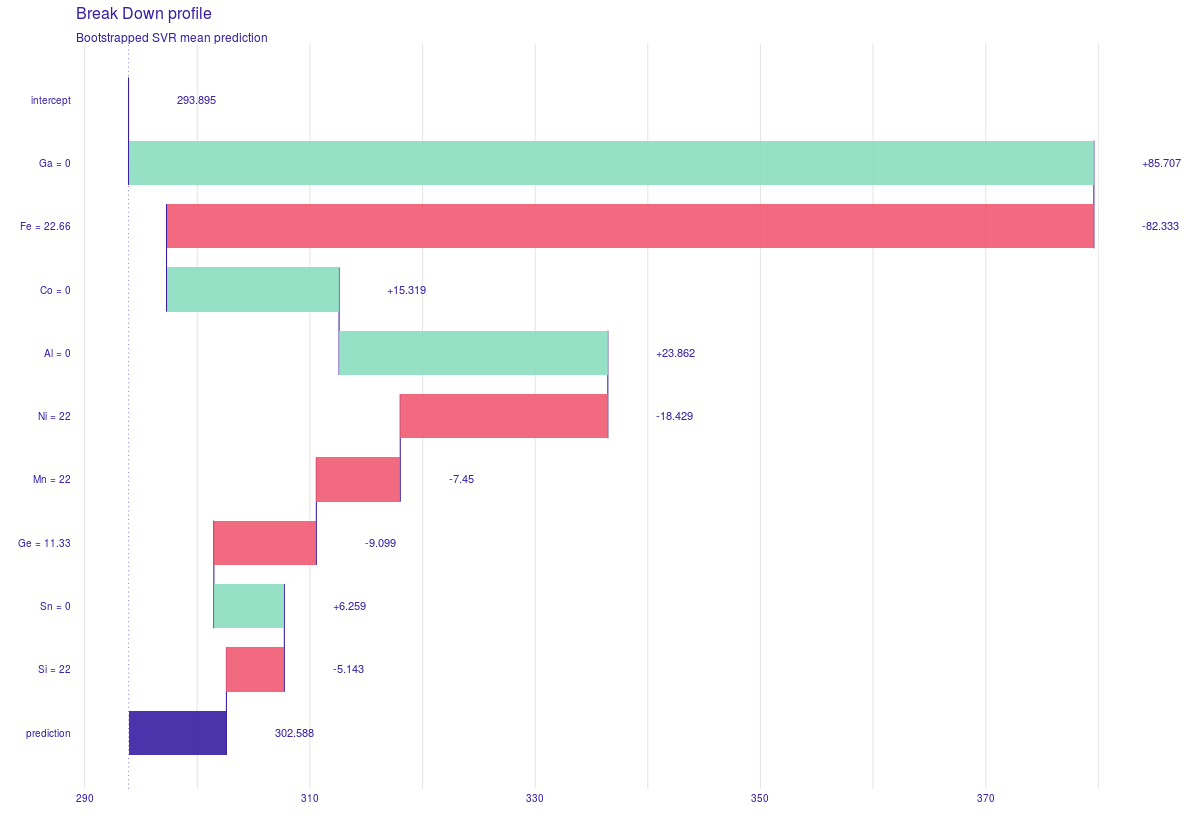 Break Down profile
Bootstrapped SVR mean prediction
intercept 293.895
Ga = 0 +85.707
Fe = 22.66 -82.333
Co = 0 +15.319
Al = 0 +23.862
Ni = 22 -18.429
Mn = 22 -7.45
Ge = 11.33 -9.099
Sn = 0 +6.259
Si = 22 -5.143
prediction 302.588
290 310 330 350 370